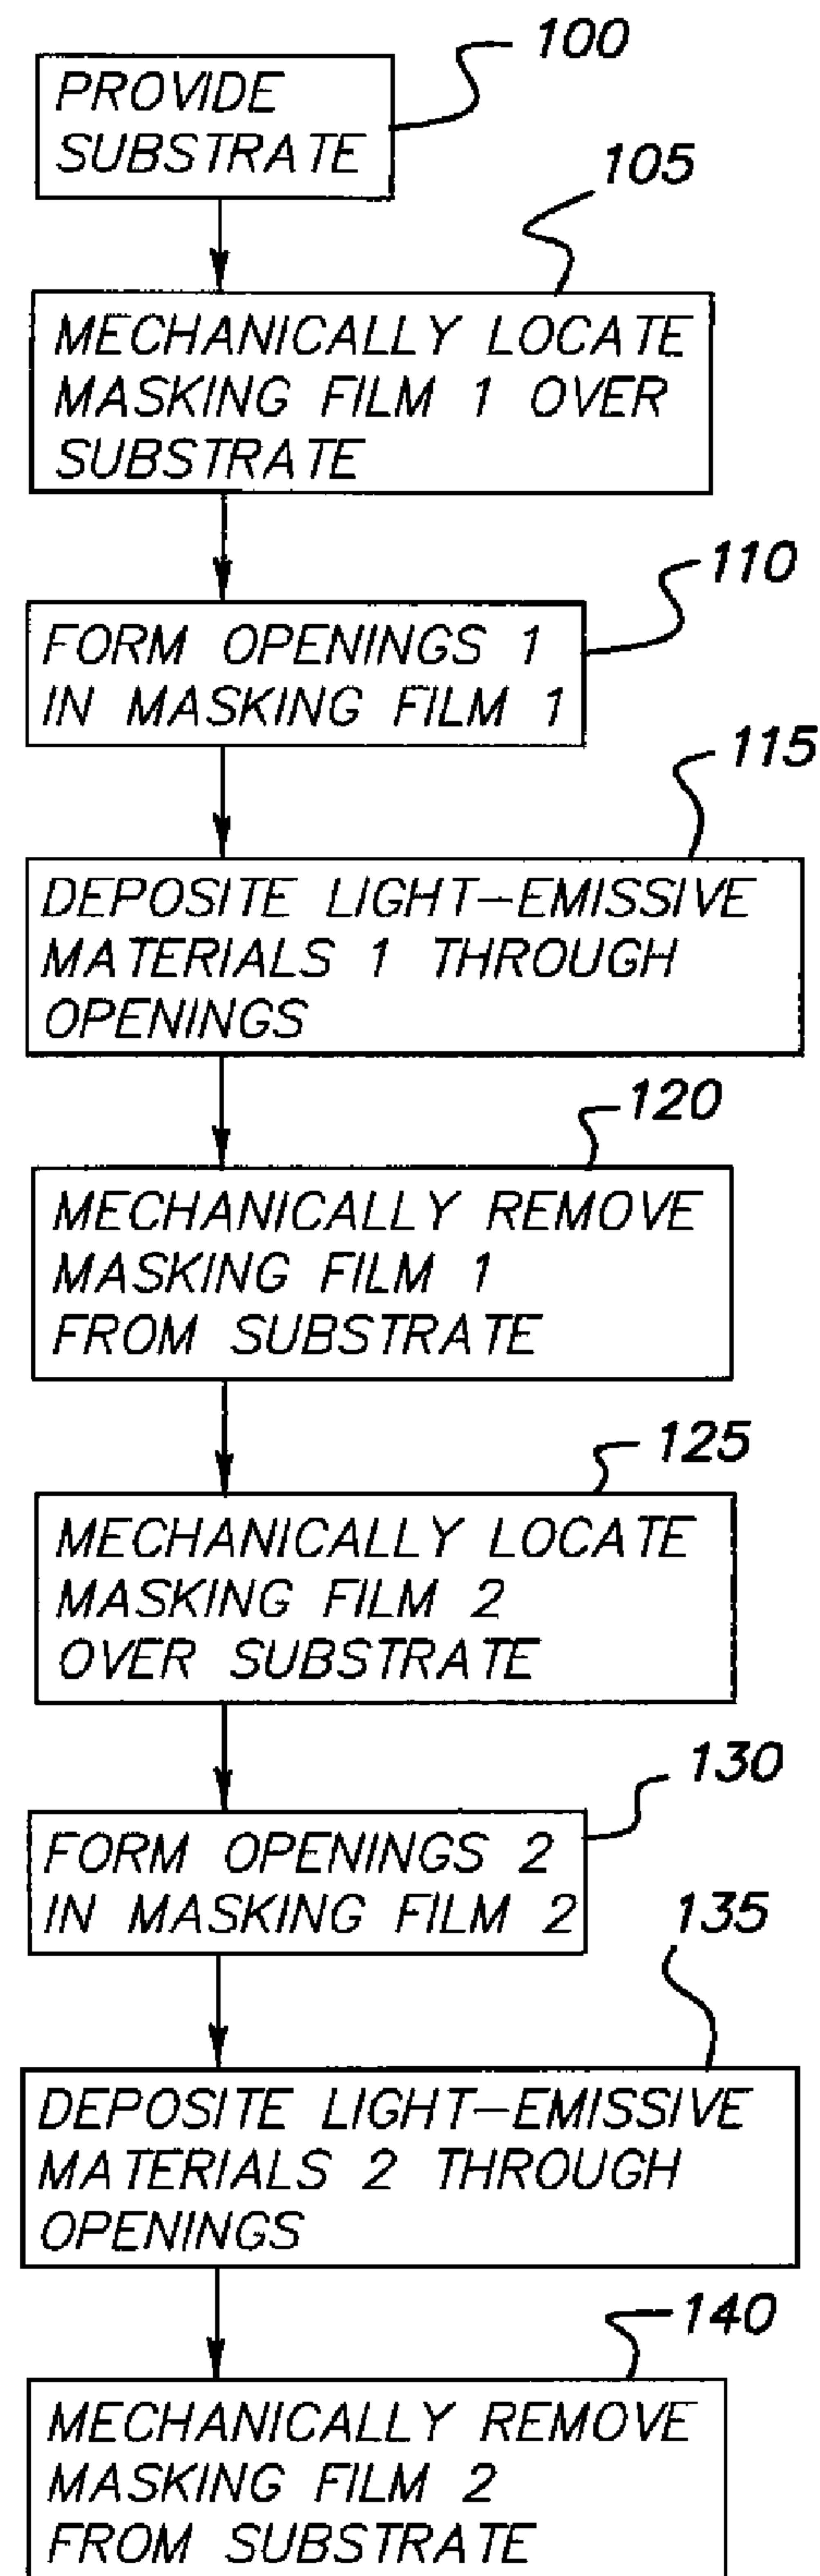 100
PROVIDE
SUBSTRATE
105
MECHANICALLY LOCATE
MASKING FILM 1 OVER
SUBSTRATE
110
FORM OPENINGS 1
IN MASKING FILM 1
115
DEPOSITE LIGHT-EMISSIVE
MATERIALS 1 THROUGH
OPENINGS
120
MECHANICALLY REMOVE
MASKING FILM 1
FROM SUBSTRATE
125
MECHANICALLY LOCATE
MASKING FILM 2
OVER SUBSTRATE
130
FORM OPENINGS 2
IN MASKING FILM 2
135
DEPOSITE LIGHT-EMISSIVE
MATERIALS 2 THROUGH
OPENINGS
140
MECHANICALLY REMOVE
MASKING FILM 2
FROM SUBSTRATE